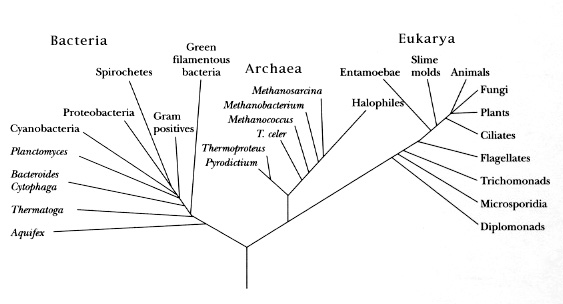 Bacteria
Spirochetes
Green
filamentous
bacteria
Proteobacteria
Gram
positives
Cyanobacteria
Planctomyces
Bacteroides
Cytophaga
Thermatoga
Aquifex
Archaea
Methanosarcina
Methanobacterium
Halophiles
Methanococcus
T. celer
Thermoproteus
Pyrodictium
Eukarya
Entamoebae
Slime
molds
Animals
Fungi
Plants
Ciliates
Flagellates
Trichomonads
Microsporidia
Diplomonads